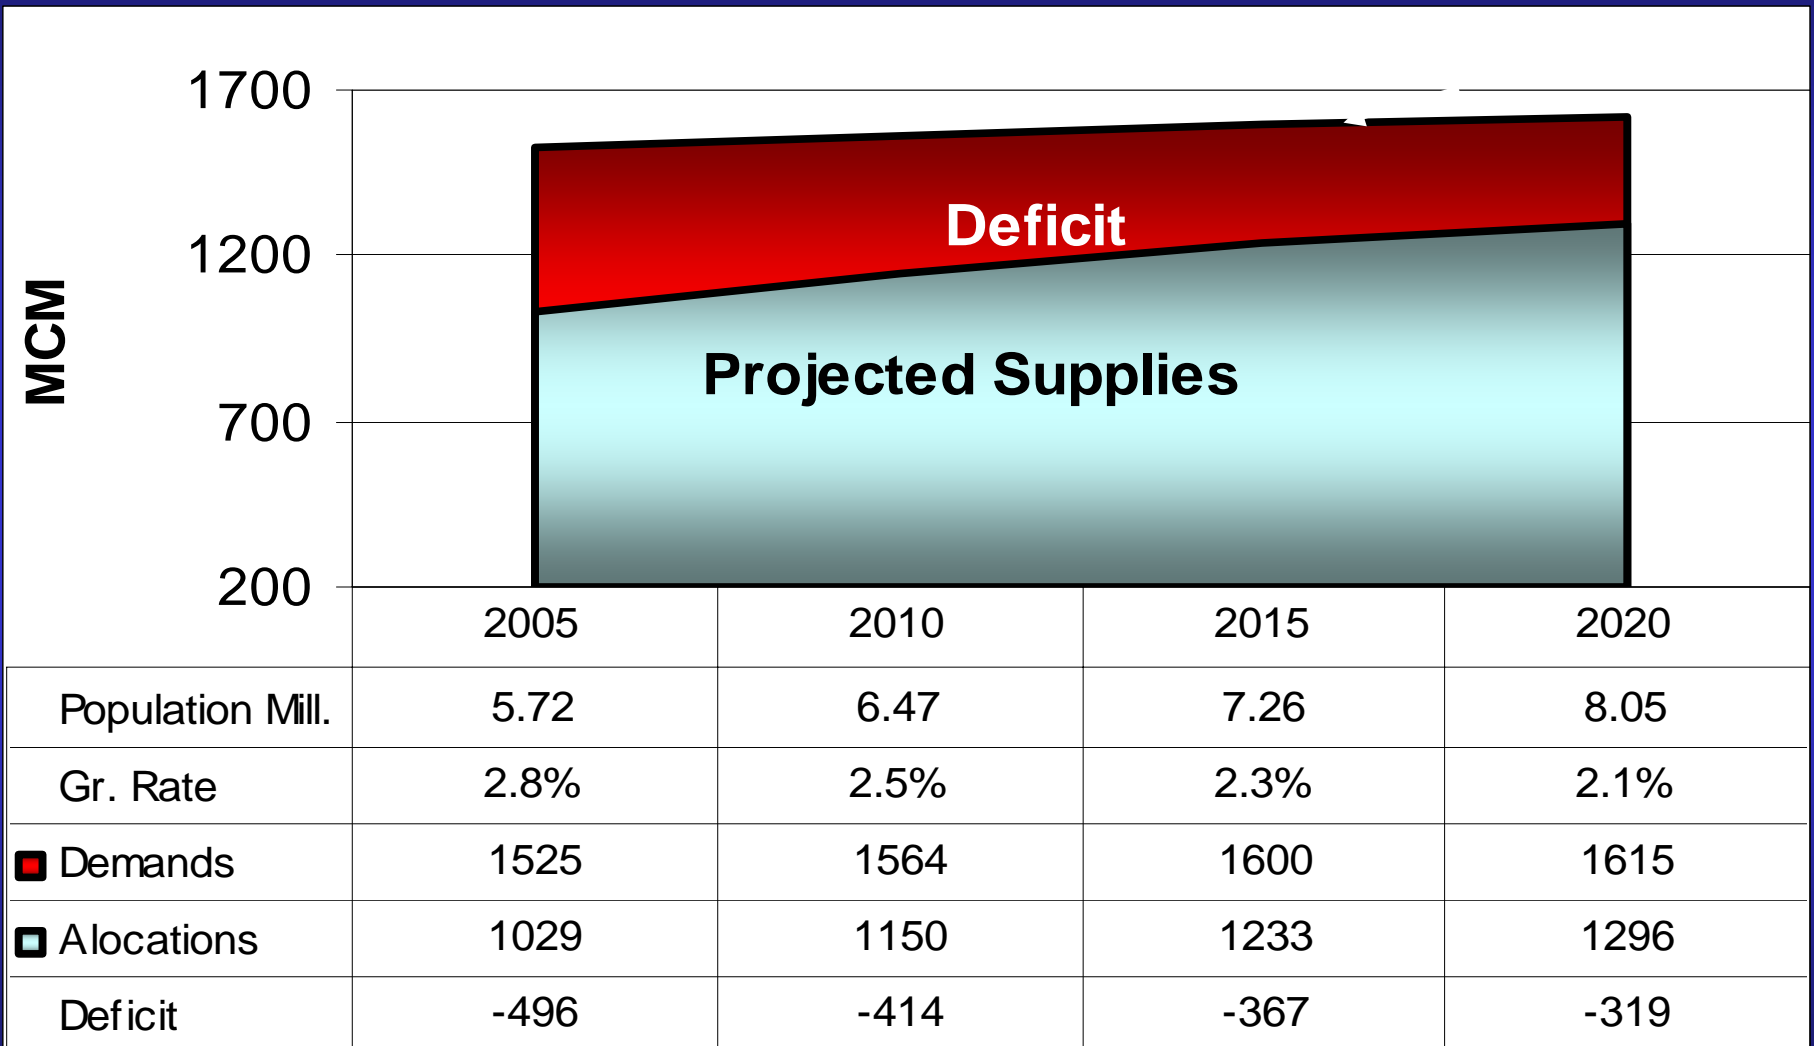 1700
Deficit
1200
MCM
Projected Supplies
700
200
2005 2010 2015 2020
Population Mill. 5.72 6.47 7.26 8.05
Gr. Rate 2.8% 2.5% 2.3% 2.1%
Demands 1525 1564 1600 1615
Alocations 1029 1150 1233 1296
Deficit -496 -414 -367 -319